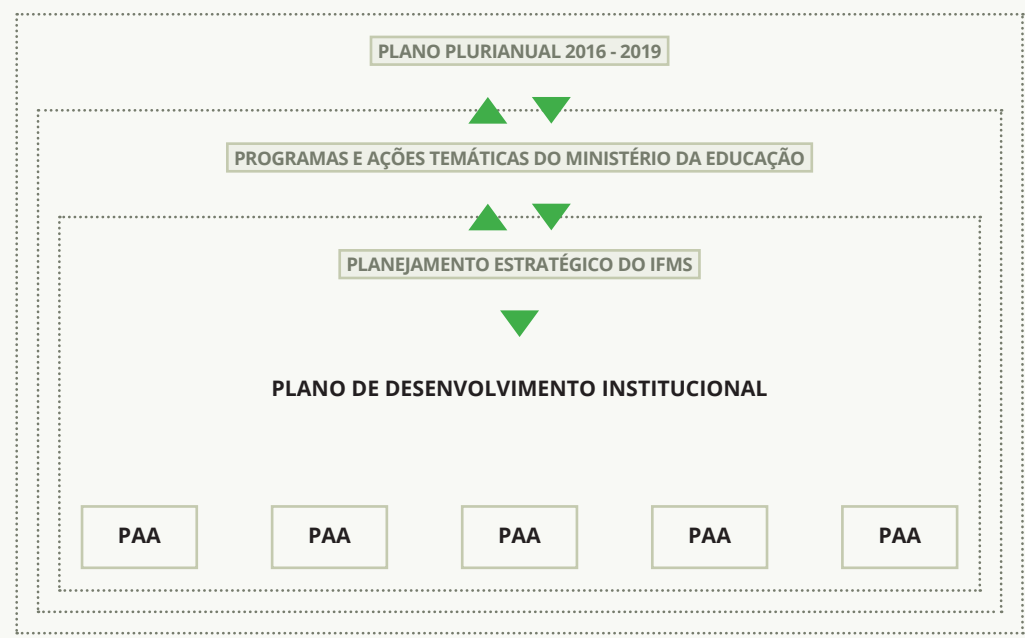 PLANO PLURIANUAL 2016 - 2019
PROGRAMAS E AÇÕES TEMÁTICAS DO MINISTÉRIO DA EDUCAÇÃO
PLANEJAMENTO ESTRATÉGICO DO IFMS
PLANO DE DESENVOLVIMENTO INSTITUCIONAL
PAA PAA PAA PAA PAA